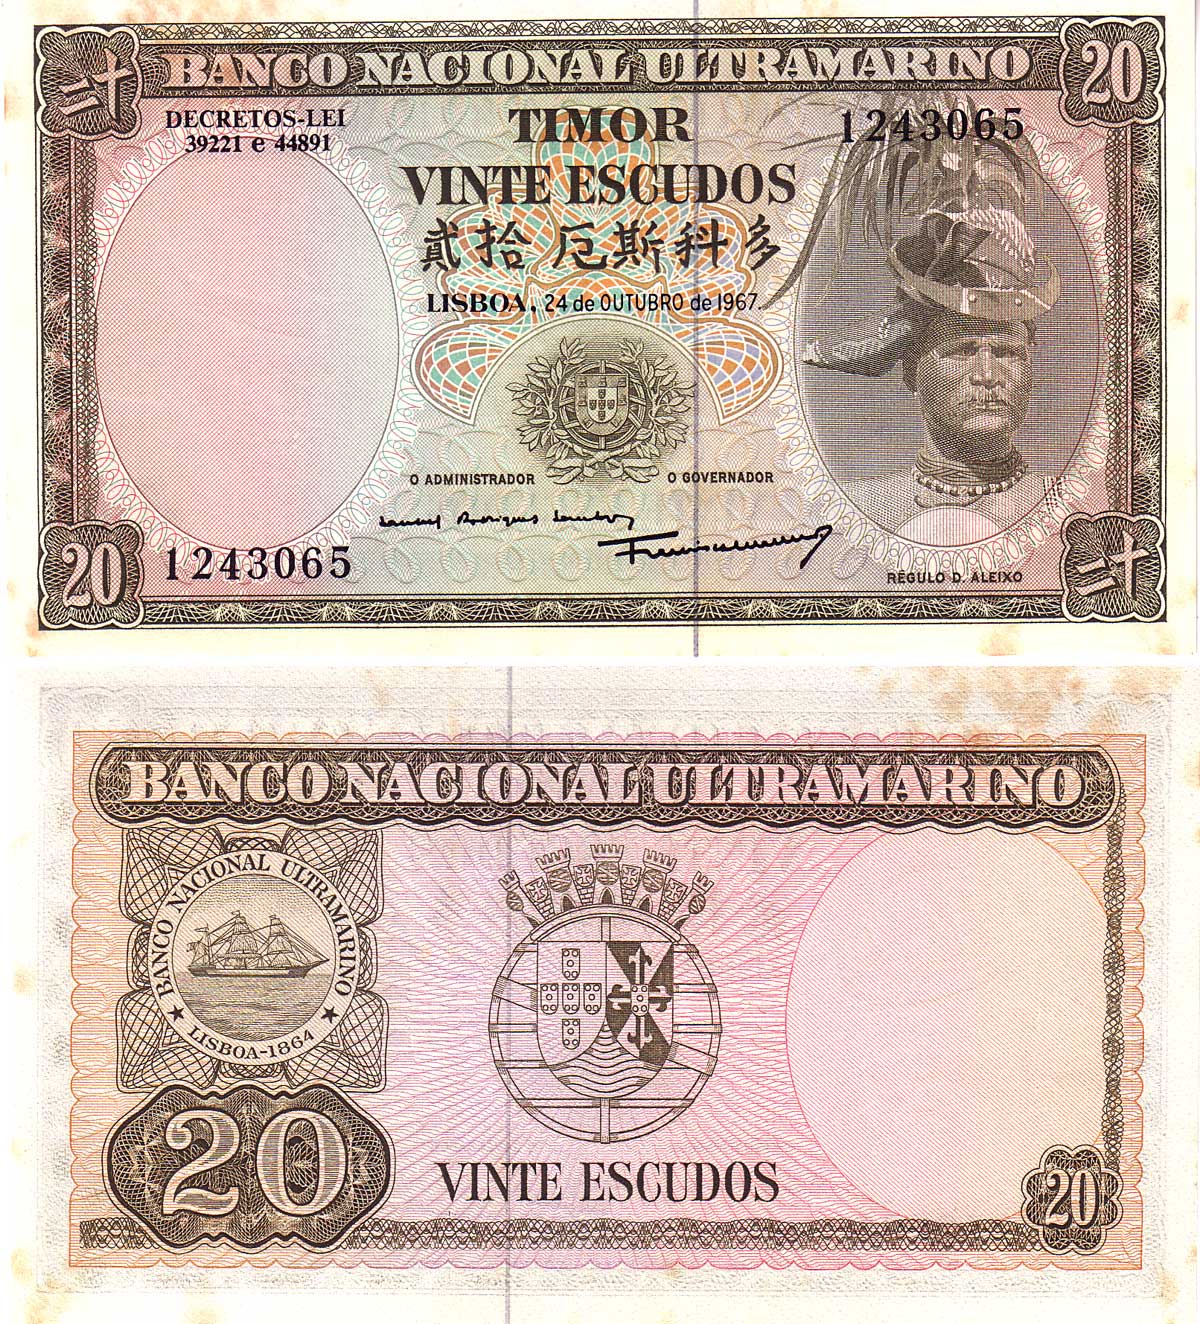 二十 BANCO NACIONAL ULTRAMARINO 20
DECRETOS-LEI
39221 e 44891
TIMOR
1243065
VINTE ESCUDOS
貳拾 厄斯科多
LISBOA, 24 de OUTUBRO de 1967.
O ADMINISTRADOR O GOVERNADOR
20 1243065
RÉGULO D. ALEIXO
二十
BANCO NACIONAL ULTRAMARINO
BANCO NACIONAL ULTRAMARINO
★ LISBOA-1864 ★
20
VINTE ESCUDOS
20